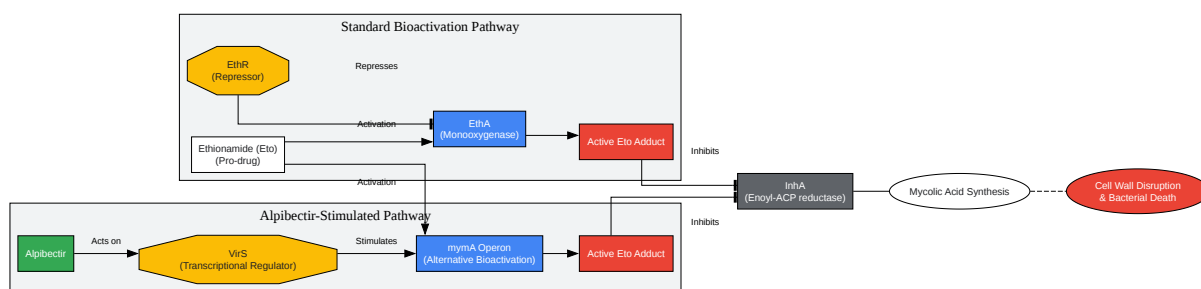 Standard Bioactivation Pathway
EthR
(Repressor)
Represses
Activation
EthA
(Monooxygenase)
Ethionamide (Eto)
(Pro-drug)
Active Eto Adduct
Inhibits
Activation
InhA
(Enoyl-ACP reductase)
Mycolic Acid Synthesis
Cell Wall Disruption
& Bacterial Death
Alpibectir-Stimulated Pathway
Inhibits
Alpibectir
Acts on
VirS
(Transcriptional Regulator)
Stimulates
mymA Operon
(Alternative Bioactivation)
Active Eto Adduct